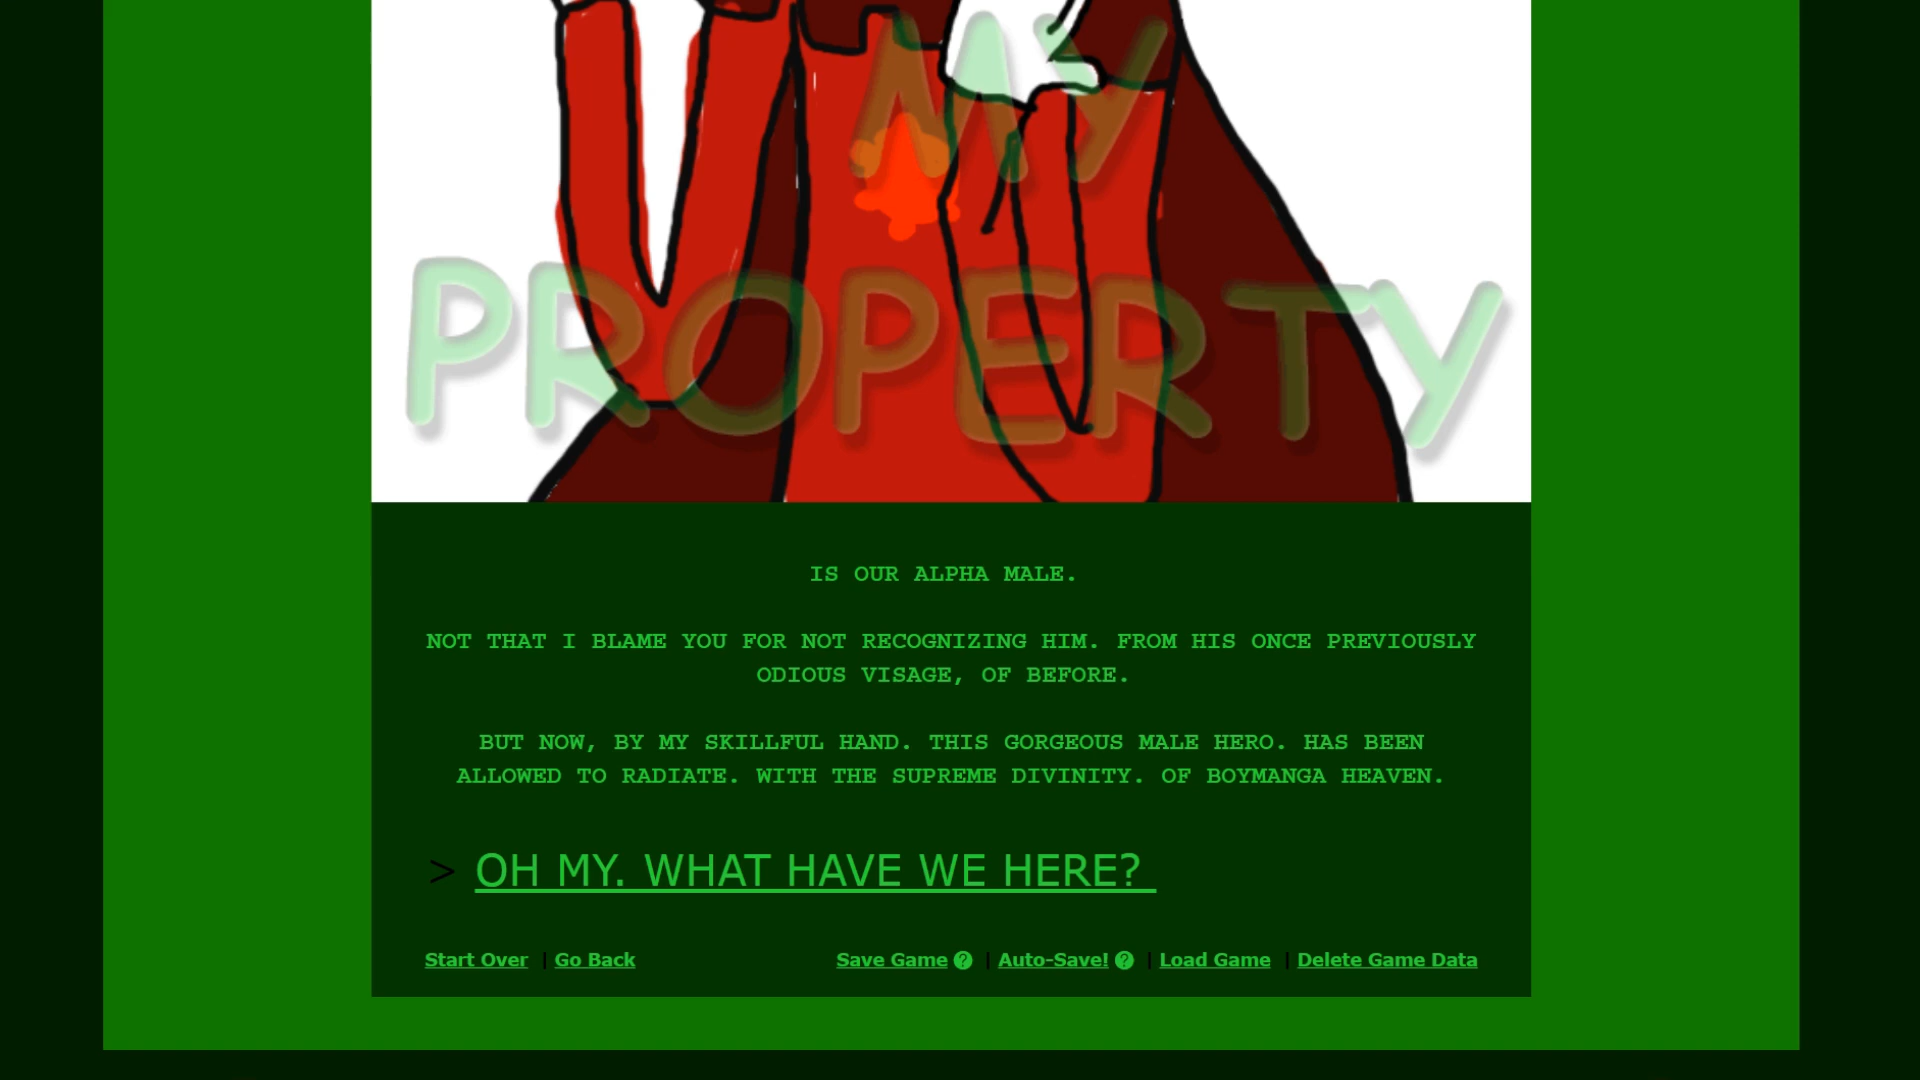 MY
PROPERTY
IS OUR ALPHA MALE.
NOT THAT I BLAME YOU FOR NOT RECOGNIZING HIM. FROM HIS ONCE PREVIOUSLY
ODIOUS VISAGE, OF BEFORE.
BUT NOW, BY MY SKILLFUL HAND. THIS GORGEOUS MALE HERO. HAS BEEN
ALLOWED TO RADIATE. WITH THE SUPREME DIVINITY. OF BOYMANGA HEAVEN.
> OH MY. WHAT HAVE WE HERE?
Start Over | Go Back Save Game ? | Auto-Save! ? | Load Game | Delete Game Data